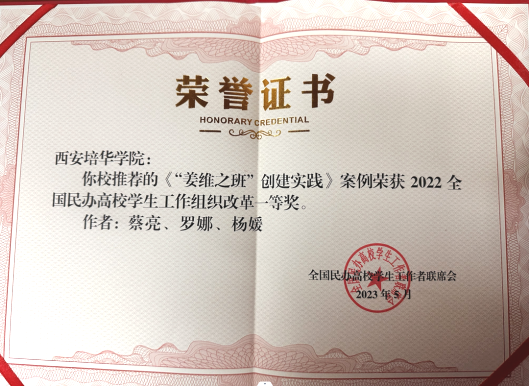 荣誉证书
HONORARY CREDENTIAL
西安培华学院：
你校推荐的《“姜维之班”创建实践》案例荣获 2022 全
国民办高校学生工作组织改革一等奖。
作者：蔡亮、罗娜、杨媛
全国民办高校学生工作者联席会
2023 年 5 月